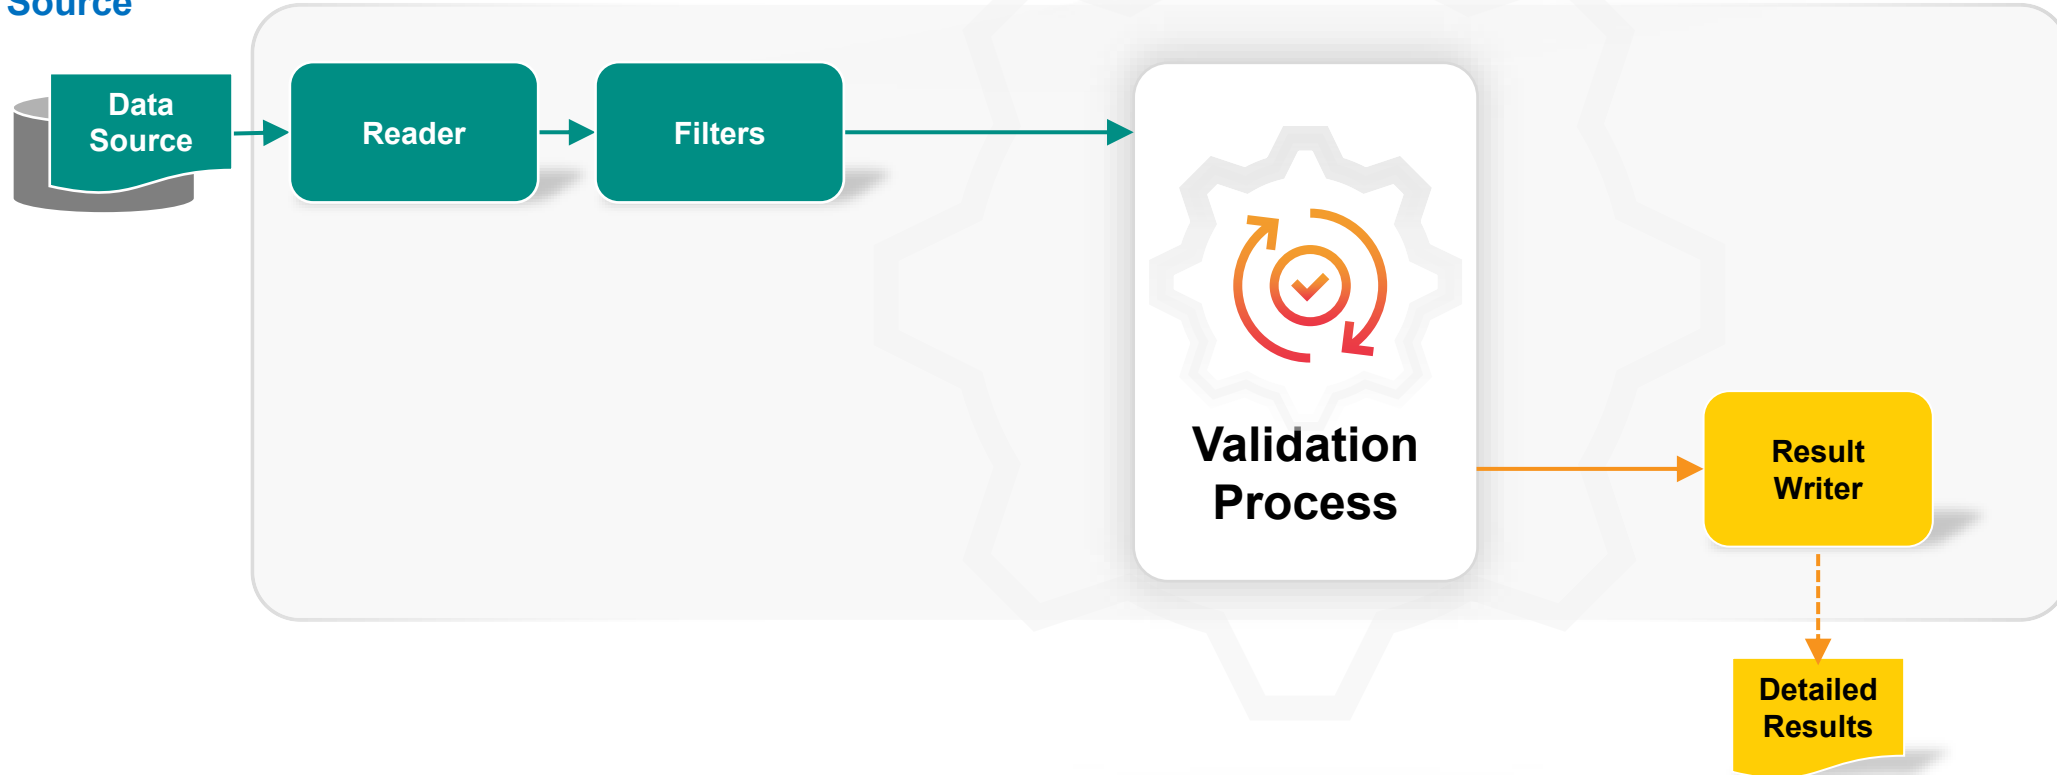 Source
Data
Source
Reader
Filters
Validation
Process
Result
Writer
Detailed
Results